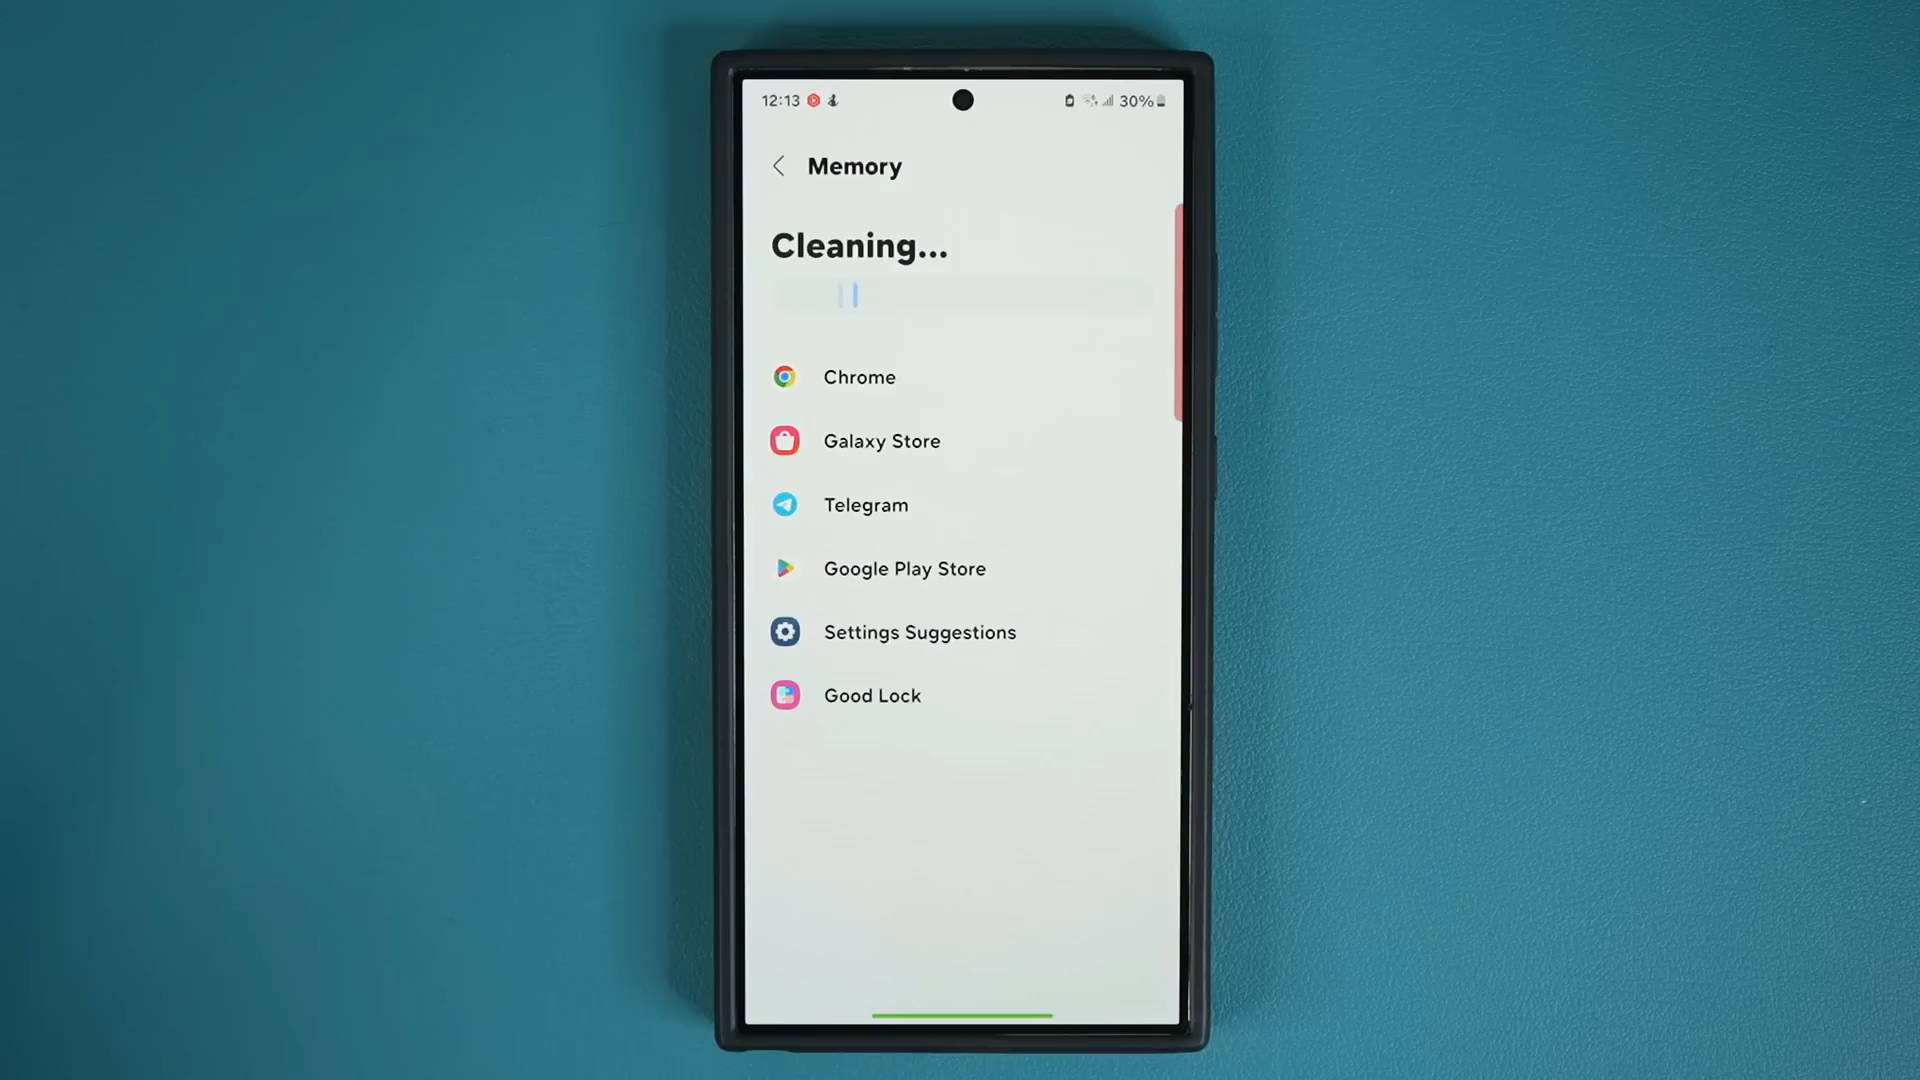 12:13 30%
Memory
Cleaning...
Chrome
Galaxy Store
Telegram
Google Play Store
Settings Suggestions
Good Lock